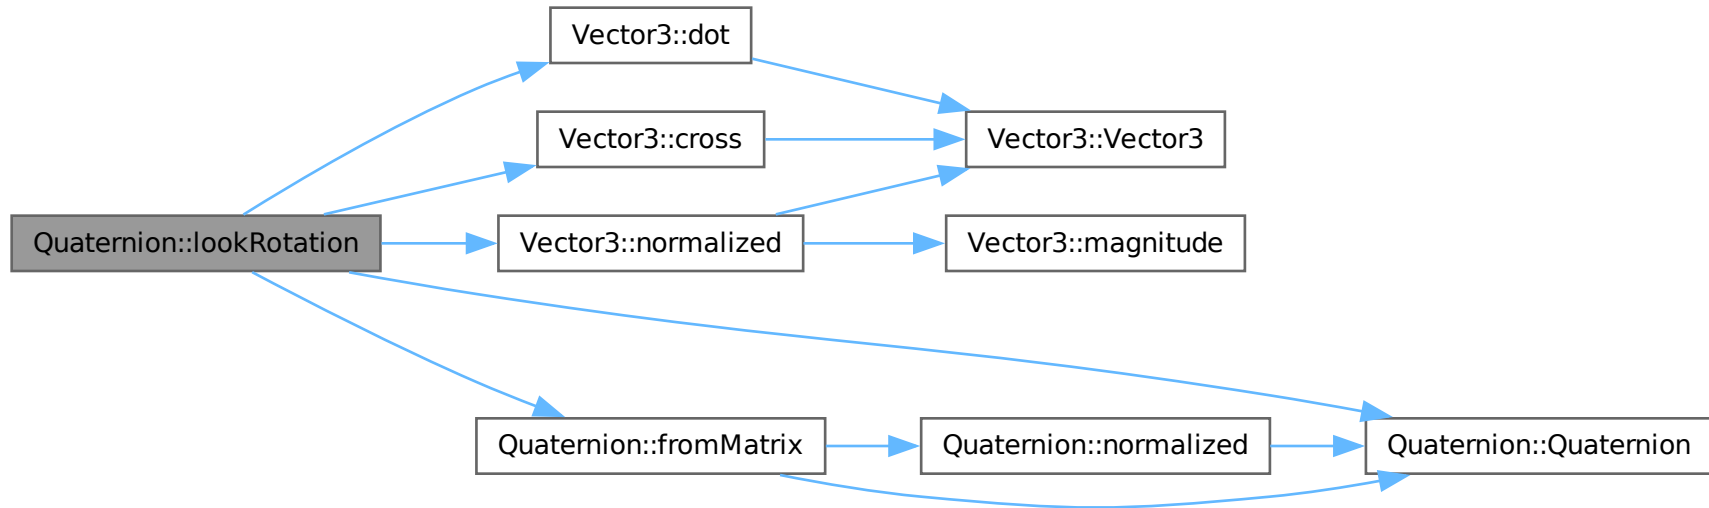 Vector3::dot
Vector3::cross
Vector3::Vector3
Quaternion::lookRotation
Vector3::normalized
Vector3::magnitude
Quaternion::fromMatrix
Quaternion::normalized
Quaternion::Quaternion